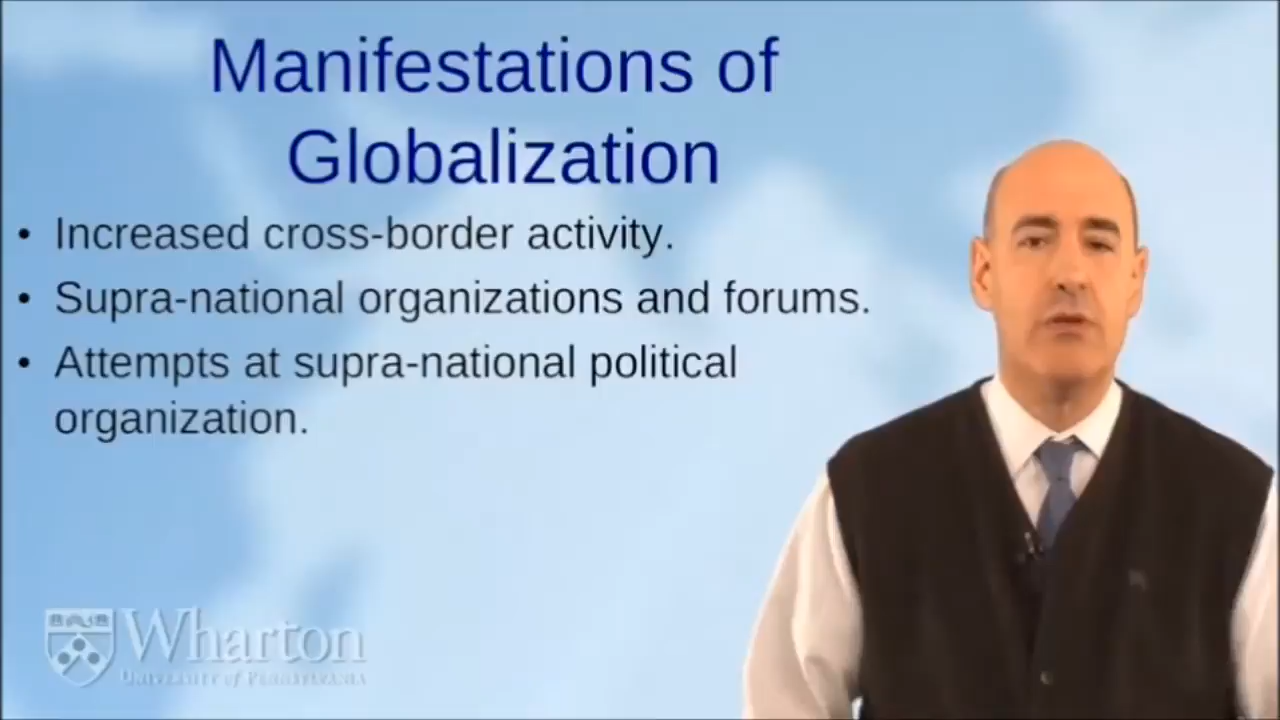 Manifestations of
Globalization
• Increased cross-border activity.
• Supra-national organizations and forums.
• Attempts at supra-national political
organization.
Wharton
UNIVERSITY of PENNSYLVANIA